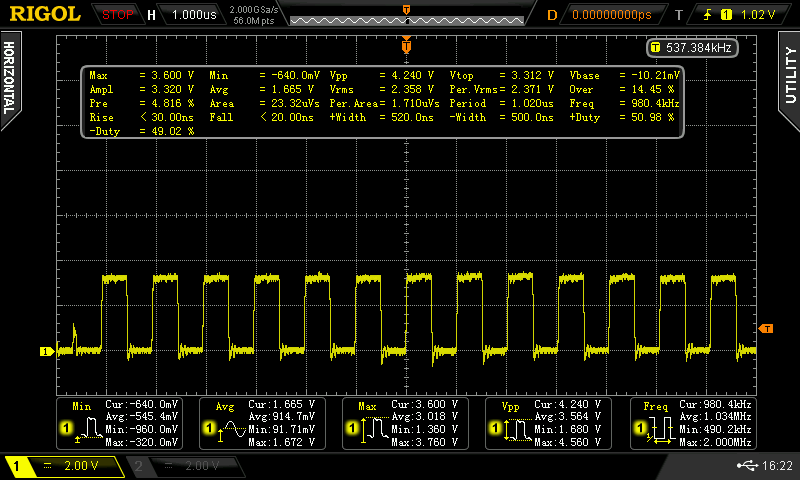 RIGOL STOP H 1.000us 2.000GSa/s 56.0M pts D 0.00000000ps T 1 1.02 V
HORIZONTAL
UTILITY
T 537.384kHz
Max = 3.600 V Min = -640.0mV Vpp = 4.240 V Vtop = 3.312 V Vbase = -10.21mV
Ampl = 3.320 V Avg = 1.665 V Vrms = 2.358 V Per.Vrms = 2.371 V Over = 14.45 %
Pre = 4.816 % Area = 23.32uVs Per.Area = 1.710uVs Period = 1.020us Freq = 980.4kHz
Rise < 30.00ns Fall < 20.00ns +Width = 520.0ns -Width = 500.0ns +Duty = 50.98 %
-Duty = 49.02 %
T
T
1
Min Cur:-640.0mV Avg Cur:1.665 V Max Cur:3.600 V Vpp Cur:4.240 V Freq Cur:980.4kHz
Avg:-545.4mV Avg:914.7mV Avg:3.018 V Avg:3.564 V Avg:1.034MHz
1 Min:-960.0mV 1 Min:91.71mV 1 Min:1.360 V 1 Min:1.680 V 1 Min:490.2kHz
Max:-320.0mV Max:1.672 V Max:3.760 V Max:4.560 V Max:2.000MHz
1 2.00 V 2 2.00 V 16:22